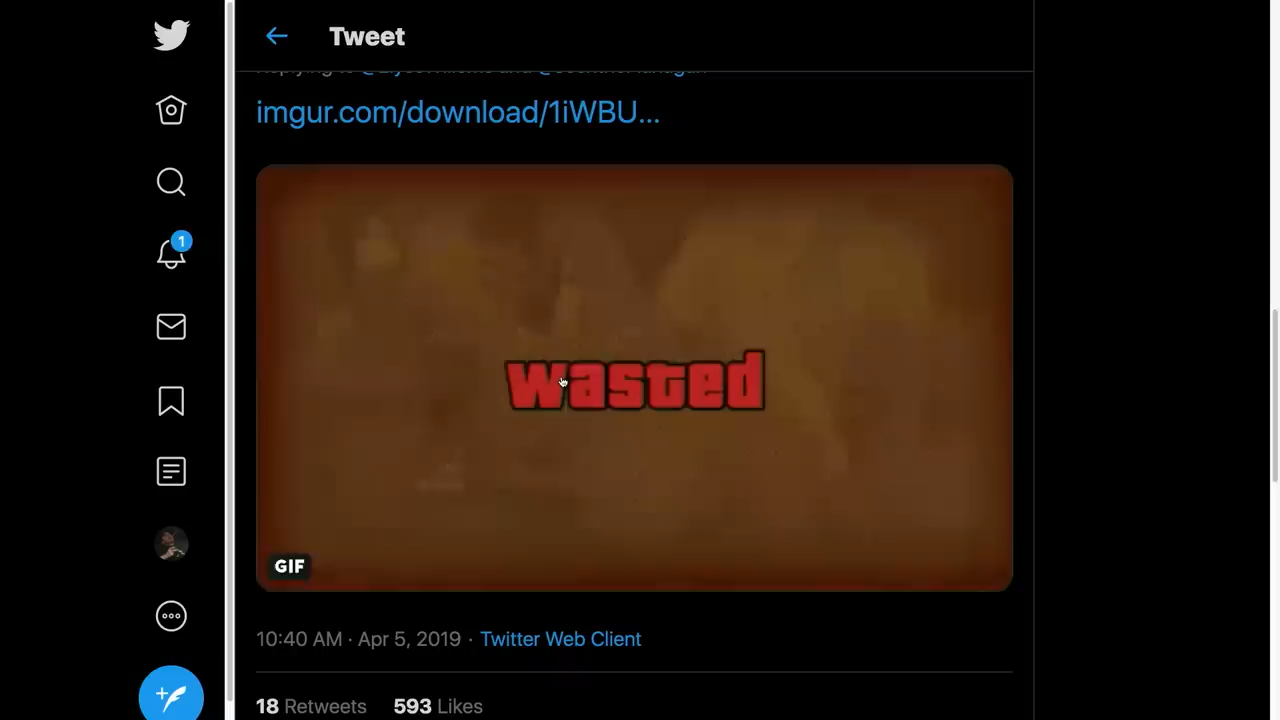 Tweet
imgur.com/download/1iWBU...
1
wasted
GIF
10:40 AM · Apr 5, 2019 · Twitter Web Client
18 Retweets 593 Likes